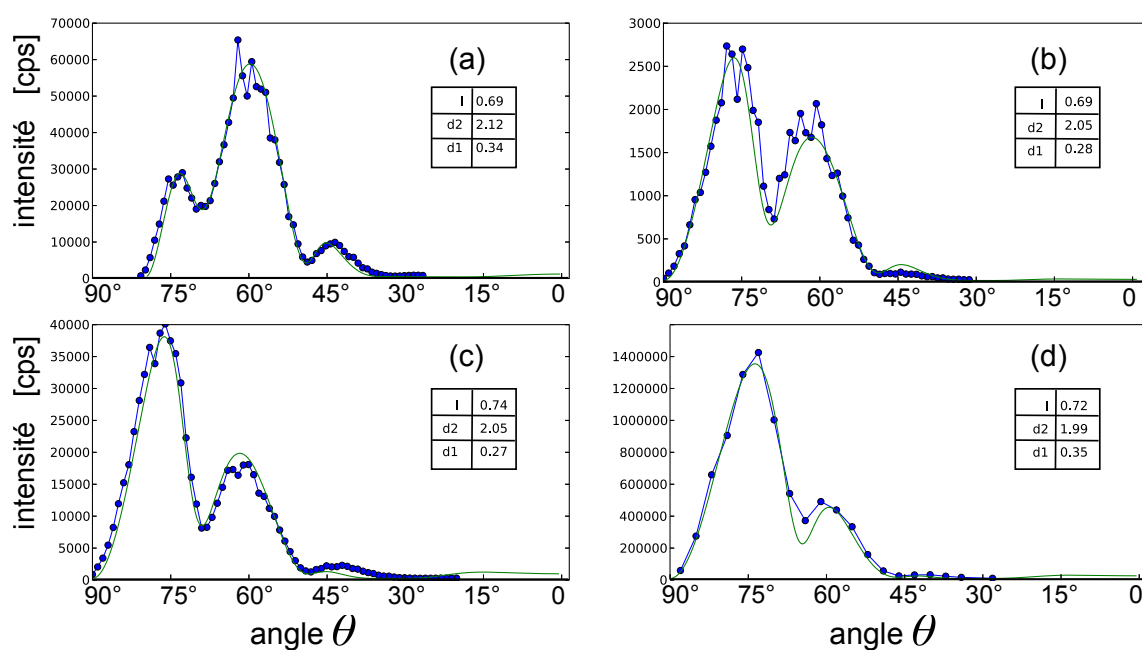 intensité [cps]
70000
60000
50000
40000
30000
20000
10000
0
90° 75° 60° 45° 30° 15° 0
(a)
l 0.69
d2 2.12
d1 0.34
3000
2500
2000
1500
1000
500
0
90° 75° 60° 45° 30° 15° 0
(b)
l 0.69
d2 2.05
d1 0.28
intensité [cps]
40000
35000
30000
25000
20000
15000
10000
5000
0
90° 75° 60° 45° 30° 15° 0
(c)
l 0.74
d2 2.05
d1 0.27
angle θ
1400000
1200000
1000000
800000
600000
400000
200000
0
90° 75° 60° 45° 30° 15° 0
(d)
l 0.72
d2 1.99
d1 0.35
angle θ